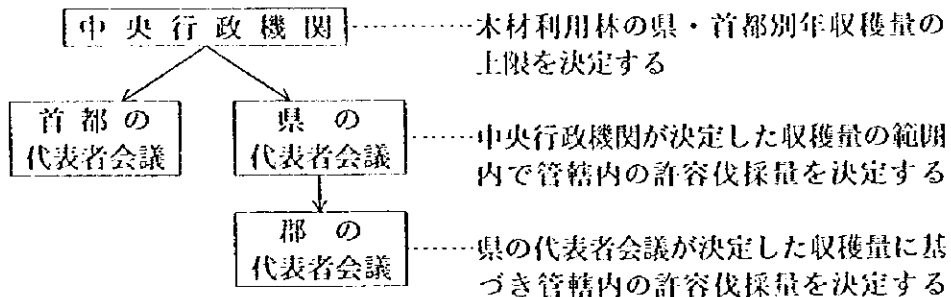 中央行政機関
木材利用林の県・首都別年収穫量の
上限を決定する
首都の
代表者会議
県の
代表者会議
中央行政機関が決定した収穫量の範囲
内で管轄内の許容伐採量を決定する
郡の
代表者会議
県の代表者会議が決定した収穫量に基
づき管轄内の許容伐採量を決定する